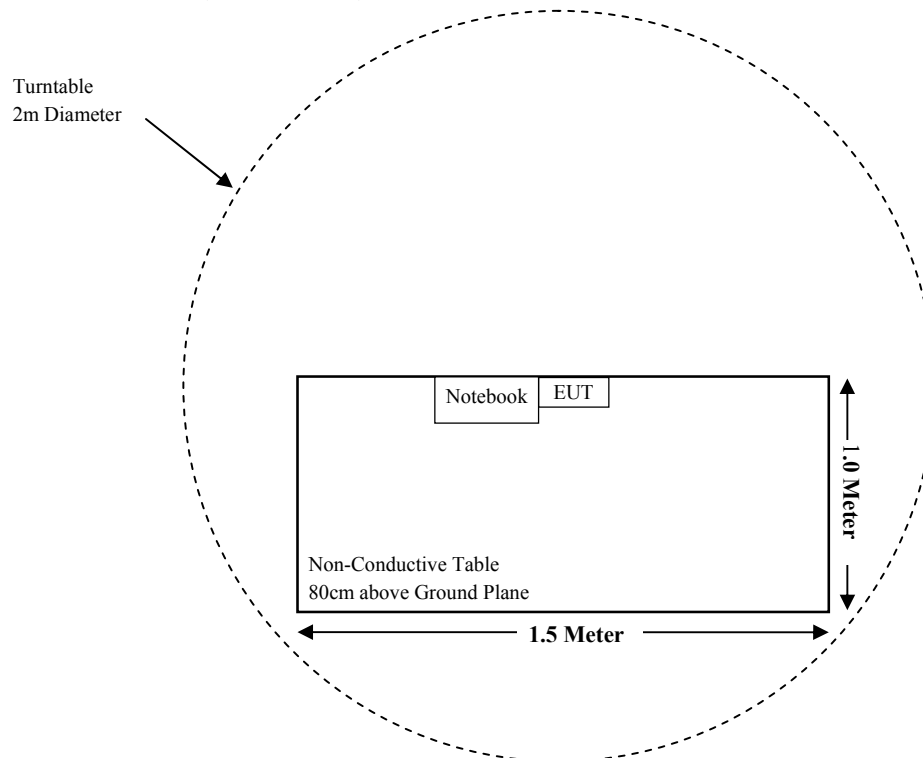 Turntable
2m Diameter
Notebook
EUT
1.0 Meter
Non-Conductive Table
80cm above Ground Plane
1.5 Meter